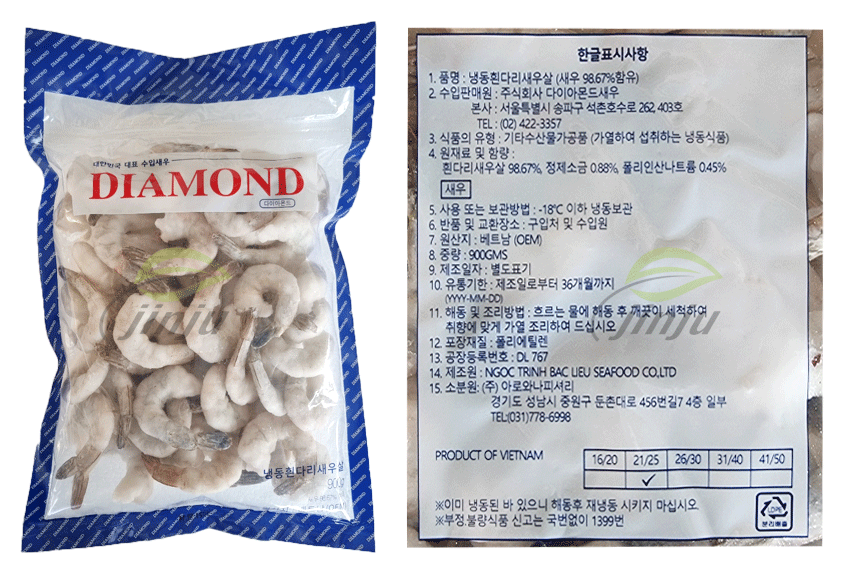 대한민국 대표 수입새우
DIAMOND
다이아몬드
jinju
냉동흰다리새우살
한글표시사항
1. 품명 : 냉동흰다리새우살 (새우 98.67%함유)
2. 수입판매원 : 주식회사 다이아몬드새우
본사 : 서울특별시 송파구 석촌호수로 262, 403호
TEL : (02) 422-3357
3. 식품의 유형 : 기타수산물가공품 (가열하여 섭취하는 냉동식품)
4. 원재료 및 함량 :
흰다리새우살 98.67%, 정제소금 0.88%, 폴리인산나트륨 0.45%
새우
5. 사용 또는 보관방법 : -18℃ 이하 냉동보관
6. 반품 및 교환장소 : 구입처 및 수입원
7. 원산지 : 베트남 (OEM)
8. 중량 : 900GMS
9. 제조일자 : 별도표기
10. 유통기한 : 제조일로부터 36개월까지
(YYYY-MM-DD)
11. 해동 및 조리방법 : 흐르는 물에 해동 후 깨끗이 세척하여
취향에 맞게 가열 조리하여 드십시오
12. 포장재질 : 폴리에틸렌
13. 공장등록번호 : DL 767
14. 제조원 : NGOC TRINH BAC LIEU SEAFOOD CO,LTD
15. 소분원: (주) 아로와나피셔리
경기도 성남시 중원구 둔촌대로 456번길7 4층 일부
TEL:(031)778-6998
jinju
PRODUCT OF VIETNAM
16/20 21/25 26/30 31/40 41/50
✓
※이미 냉동된 바 있으니 해동후 재냉동 시키지 마십시오
※부정·불량식품 신고는 국번없이 1399번
LDPE
분리배출